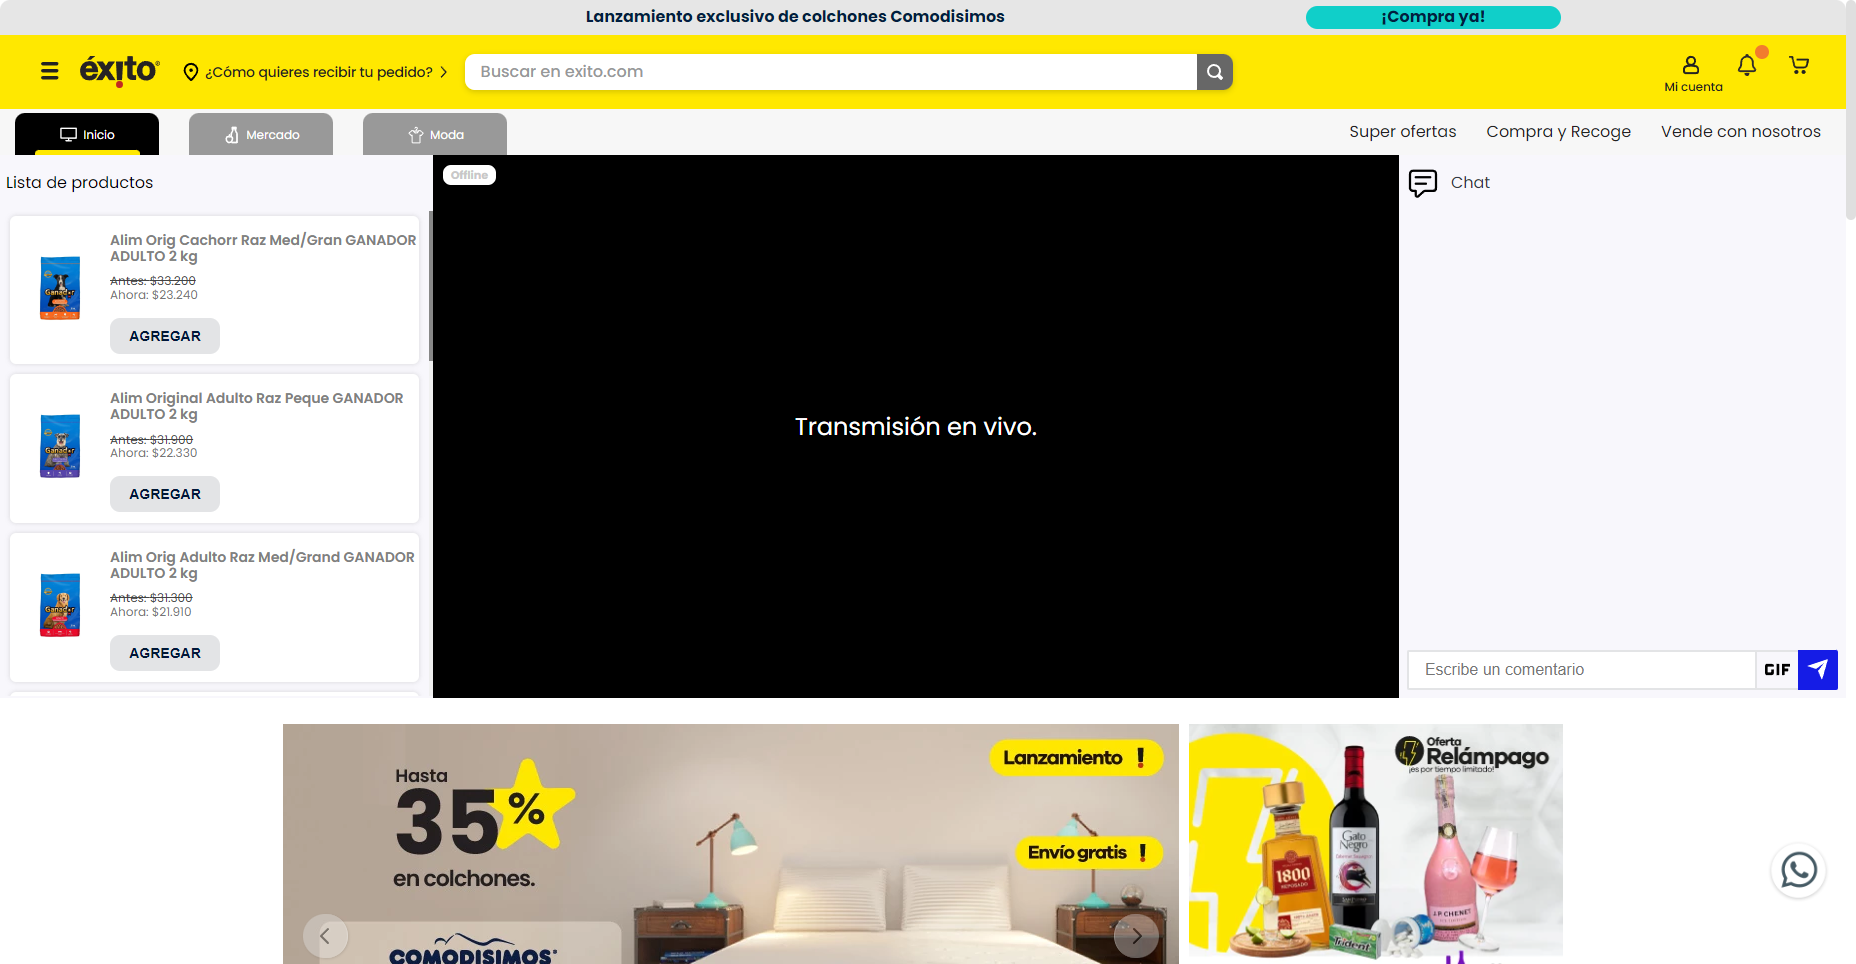 Lanzamiento exclusivo de colchones Comodisimos
¡Compra ya!
éxito
¿Cómo quieres recibir tu pedido?
Buscar en exito.com
Mi cuenta
Inicio
Mercado
Moda
Super ofertas
Compra y Recoge
Vende con nosotros
Lista de productos
Offline
Chat
Alim Orig Cachorr Raz Med/Gran GANADOR
ADULTO 2 kg
Antes: $33.200
Ahora: $23.240
AGREGAR
Ganador
Alim Original Adulto Raz Peque GANADOR
ADULTO 2 kg
Antes: $31.900
Ahora: $22.330
AGREGAR
Ganador
Alim Orig Adulto Raz Med/Grand GANADOR
ADULTO 2 kg
Antes: $31.300
Ahora: $21.910
AGREGAR
Ganador
Transmisión en vivo.
Escribe un comentario
GIF
Hasta
35%
en colchones.
Lanzamiento !
Envío gratis !
COMODISIMOS
Oferta
Relámpago
¡es por tiempo limitado!
1800
Gato
Negro
J.P. CHENET
Trident